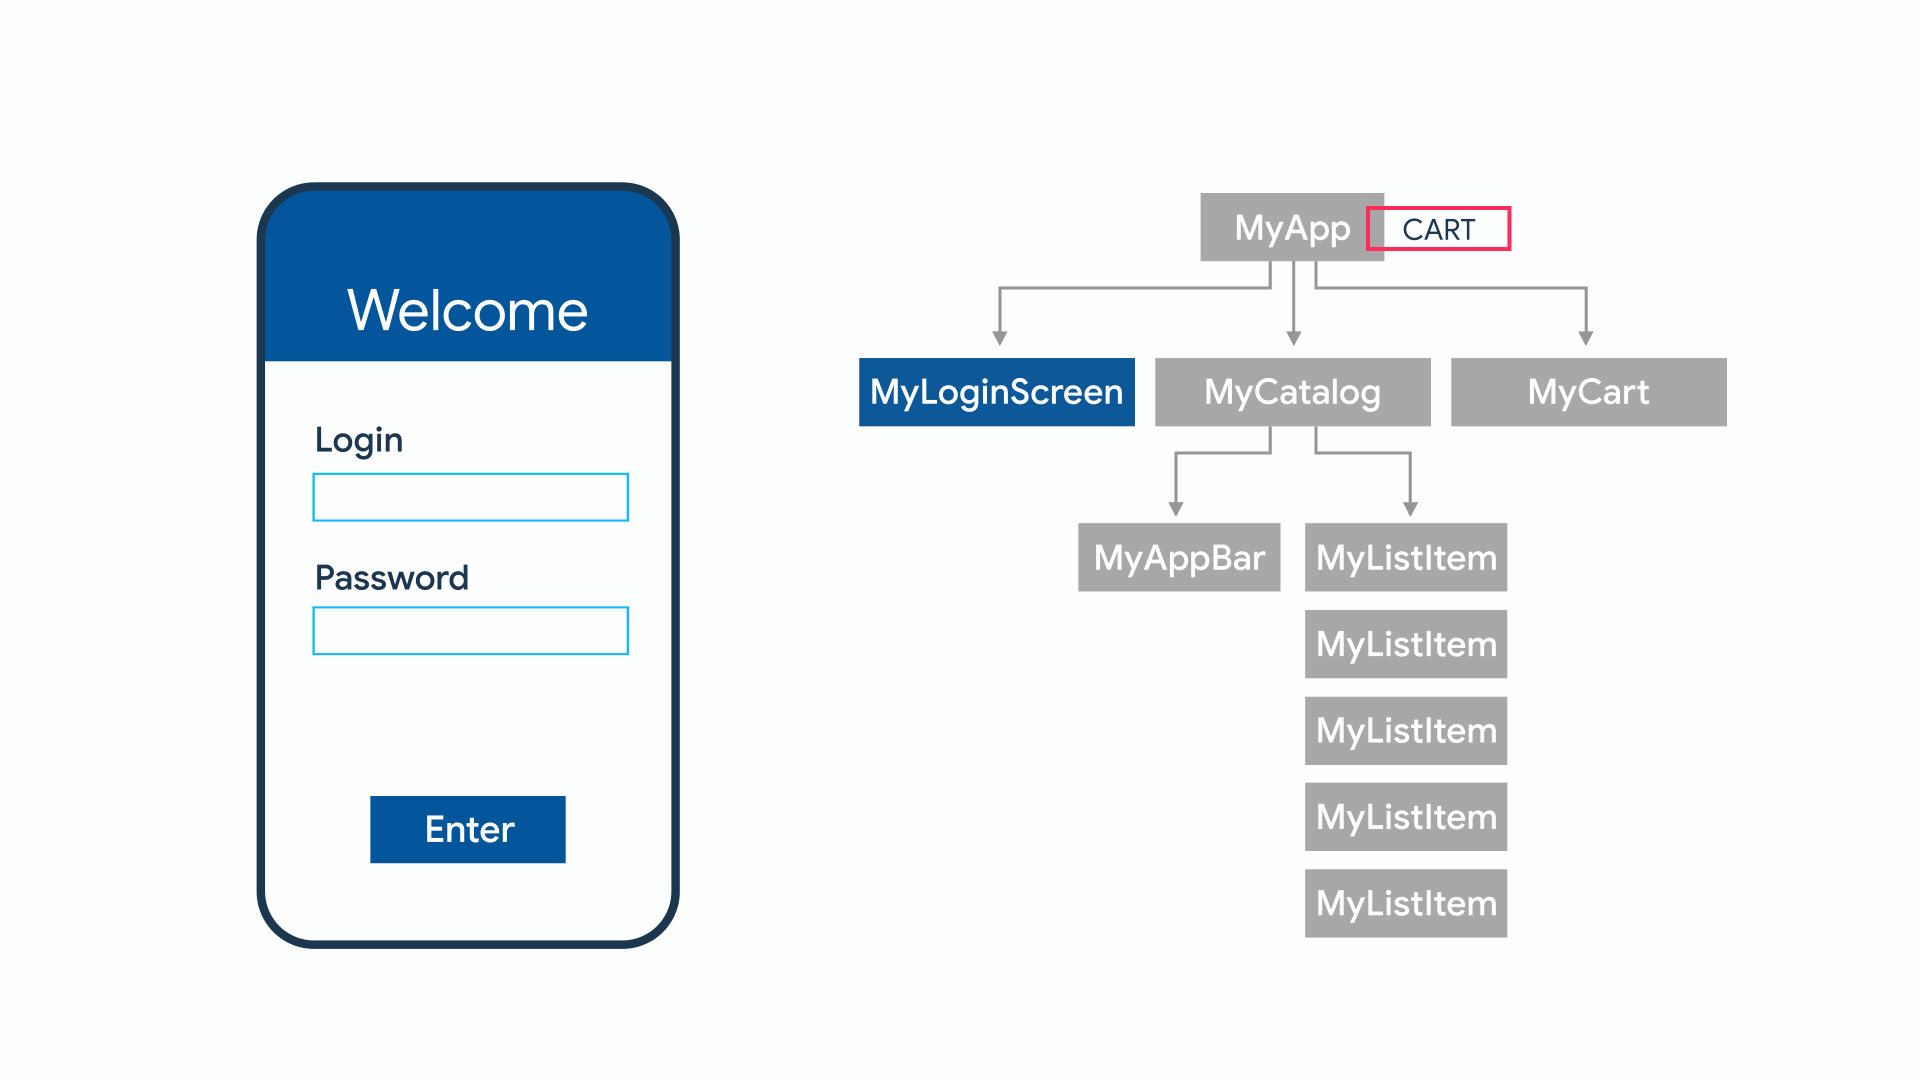 Welcome
Login
Password
Enter
MyApp
CART
MyLoginScreen
MyCatalog
MyCart
MyAppBar
MyListItem
MyListItem
MyListItem
MyListItem
MyListItem